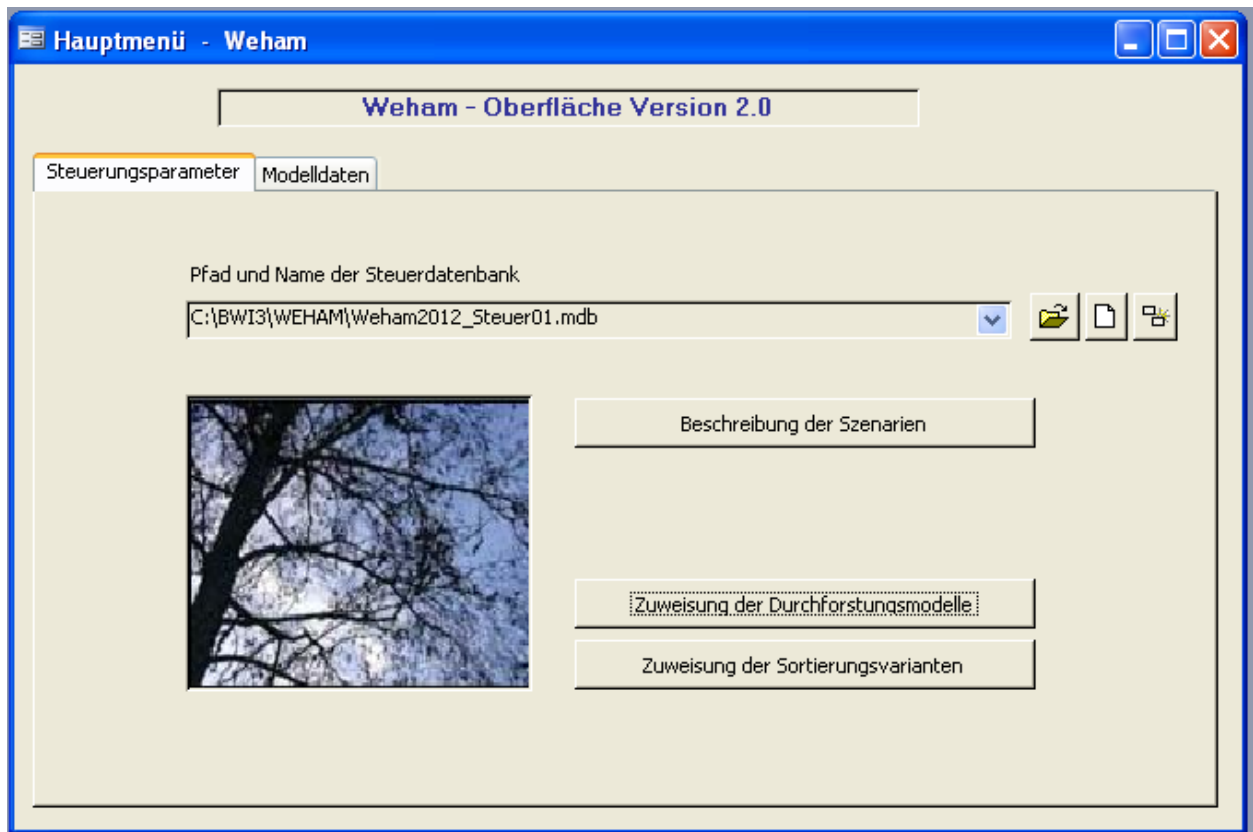 Hauptmenü - Weham
Weham - Oberfläche Version 2.0
Steuerungsparameter
Modelldaten
Pfad und Name der Steuerdatenbank
C:\BWI3\WEHAM\Weham2012_Steuer01.mdb
Beschreibung der Szenarien
Zuweisung der Durchforstungsmodelle
Zuweisung der Sortierungsvarianten